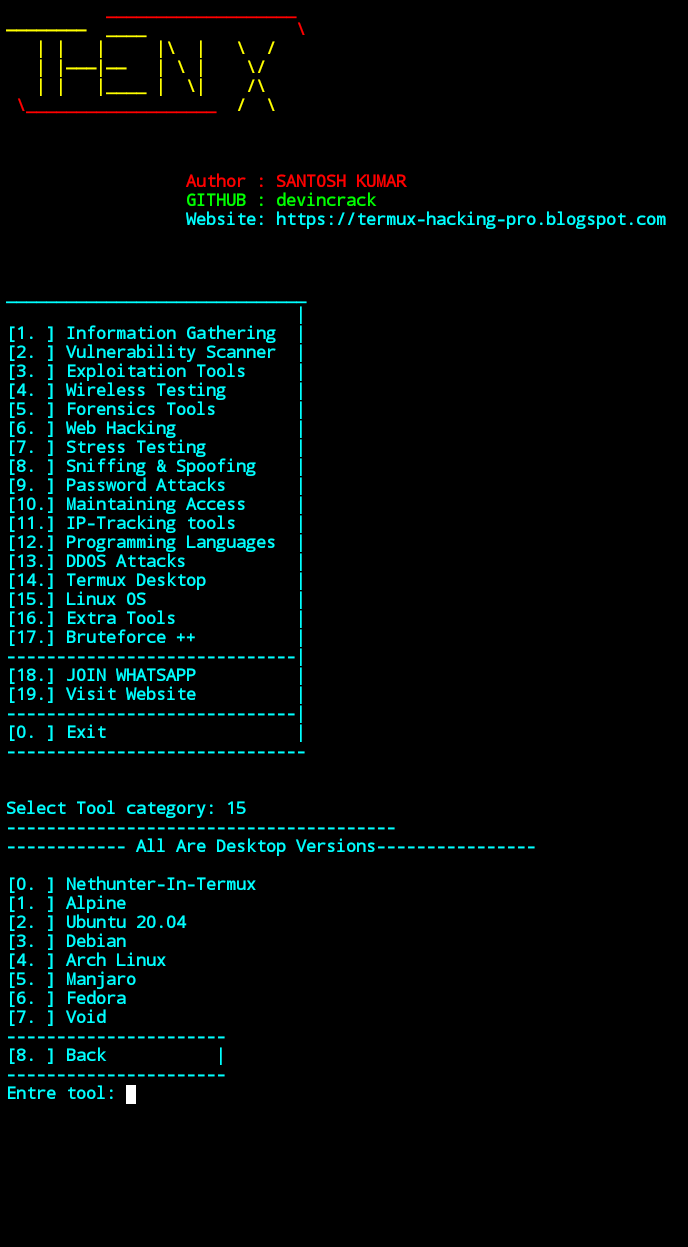 THENX
Author : SANTOSH KUMAR
GITHUB : devincrack
Website: https://termux-hacking-pro.blogspot.com
[1. ] Information Gathering |
[2. ] Vulnerability Scanner |
[3. ] Exploitation Tools |
[4. ] Wireless Testing |
[5. ] Forensics Tools |
[6. ] Web Hacking |
[7. ] Stress Testing |
[8. ] Sniffing & Spoofing |
[9. ] Password Attacks |
[10.] Maintaining Access |
[11.] IP-Tracking tools |
[12.] Programming Languages |
[13.] DDOS Attacks |
[14.] Termux Desktop |
[15.] Linux OS |
[16.] Extra Tools |
[17.] Bruteforce ++ |
-----------------------------|
[18.] JOIN WHATSAPP |
[19.] Visit Website |
-----------------------------|
[0. ] Exit |
------------------------------
Select Tool category: 15
---------------------------------------
------------ All Are Desktop Versions----------------
[0. ] Nethunter-In-Termux
[1. ] Alpine
[2. ] Ubuntu 20.04
[3. ] Debian
[4. ] Arch Linux
[5. ] Manjaro
[6. ] Fedora
[7. ] Void
----------------------
[8. ] Back |
----------------------
Entre tool: